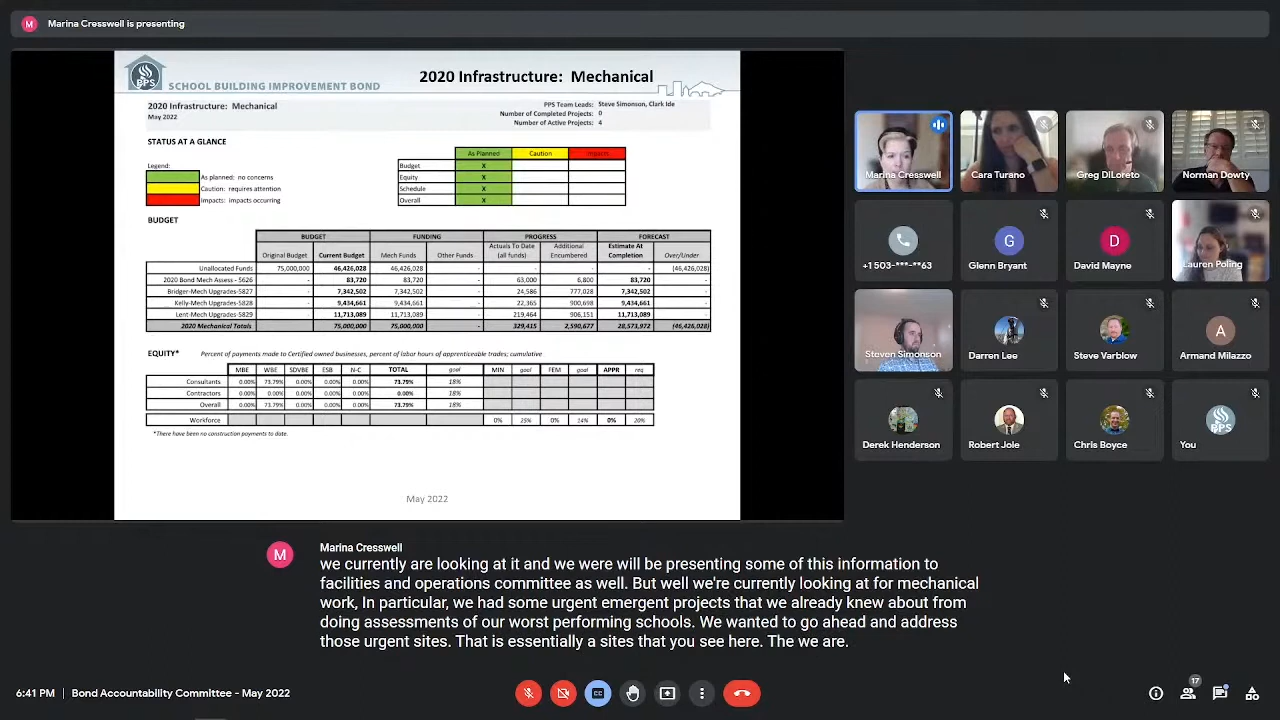 M Marina Cresswell is presenting
PPS
SCHOOL BUILDING IMPROVEMENT BOND
2020 Infrastructure: Mechanical
2020 Infrastructure: Mechanical
May 2022
PPS Team Leads: Steve Simonson, Clark Ide
Number of Completed Projects: 0
Number of Active Projects: 4
STATUS AT A GLANCE
Legend:
As planned: no concerns
Caution: requires attention
Impacts: impacts occurring
As Planned Caution Impacts
Budget X
Equity X
Schedule X
Overall X
BUDGET
BUDGET FUNDING PROGRESS FORECAST
Original Budget Current Budget Mech Funds Other Funds Actuals To Date (all funds) Additional Encumbered Estimate At Completion Over/Under
Unallocated Funds 75,000,000 46,426,028 46,426,028 - - - - (46,426,028)
2020 Bond Mech Assess - 5626 - 83,720 83,720 - 63,000 6,800 83,720 -
Bridger-Mech Upgrades-5827 - 7,342,502 7,342,502 - 24,586 777,028 7,342,502 -
Kelly-Mech Upgrades-5828 - 9,434,661 9,434,661 - 22,365 900,698 9,434,661 -
Lent-Mech Upgrades-5829 - 11,713,089 11,713,089 - 219,464 906,151 11,713,089 -
2020 Mechanical Totals 75,000,000 75,000,000 - 329,415 2,590,677 28,573,972 (46,426,028)
EQUITY* Percent of payments made to Certified owned businesses, percent of labor hours of apprenticeable trades; cumulative
MBE WBE SDVBE ESB N-C TOTAL goal MIN goal FEM goal APPR req
Consultants 0.00% 73.79% 0.00% 0.00% 0.00% 73.79% 18%
Contractors 0.00% 0.00% 0.00% 0.00% 0.00% 0.00% 18%
Overall 0.00% 73.79% 0.00% 0.00% 0.00% 73.79% 18%
Workforce 0% 25% 0% 14% 0% 20%
*There have been no construction payments to date.
May 2022
Marina Cresswell
Cara Turano
Greg DiLoreto
Norman Dowty
+1 503-***-**63
G
Glenn Bryant
D
David Mayne
Lauren Poling
Steven Simonson
Darren Lee
Steve Effros
A
Armand Milazzo
Derek Henderson
Robert Jole
Chris Boyce
PPS
You
M Marina Cresswell
we currently are looking at it and we were will be presenting some of this information to
facilities and operations committee as well. But well we're currently looking at for mechanical
work, In particular, we had some urgent emergent projects that we already knew about from
doing assessments of our worst performing schools. We wanted to go ahead and address
those urgent sites. That is essentially a sites that you see here. The we are.
6:41 PM | Bond Accountability Committee - May 2022
CC
17